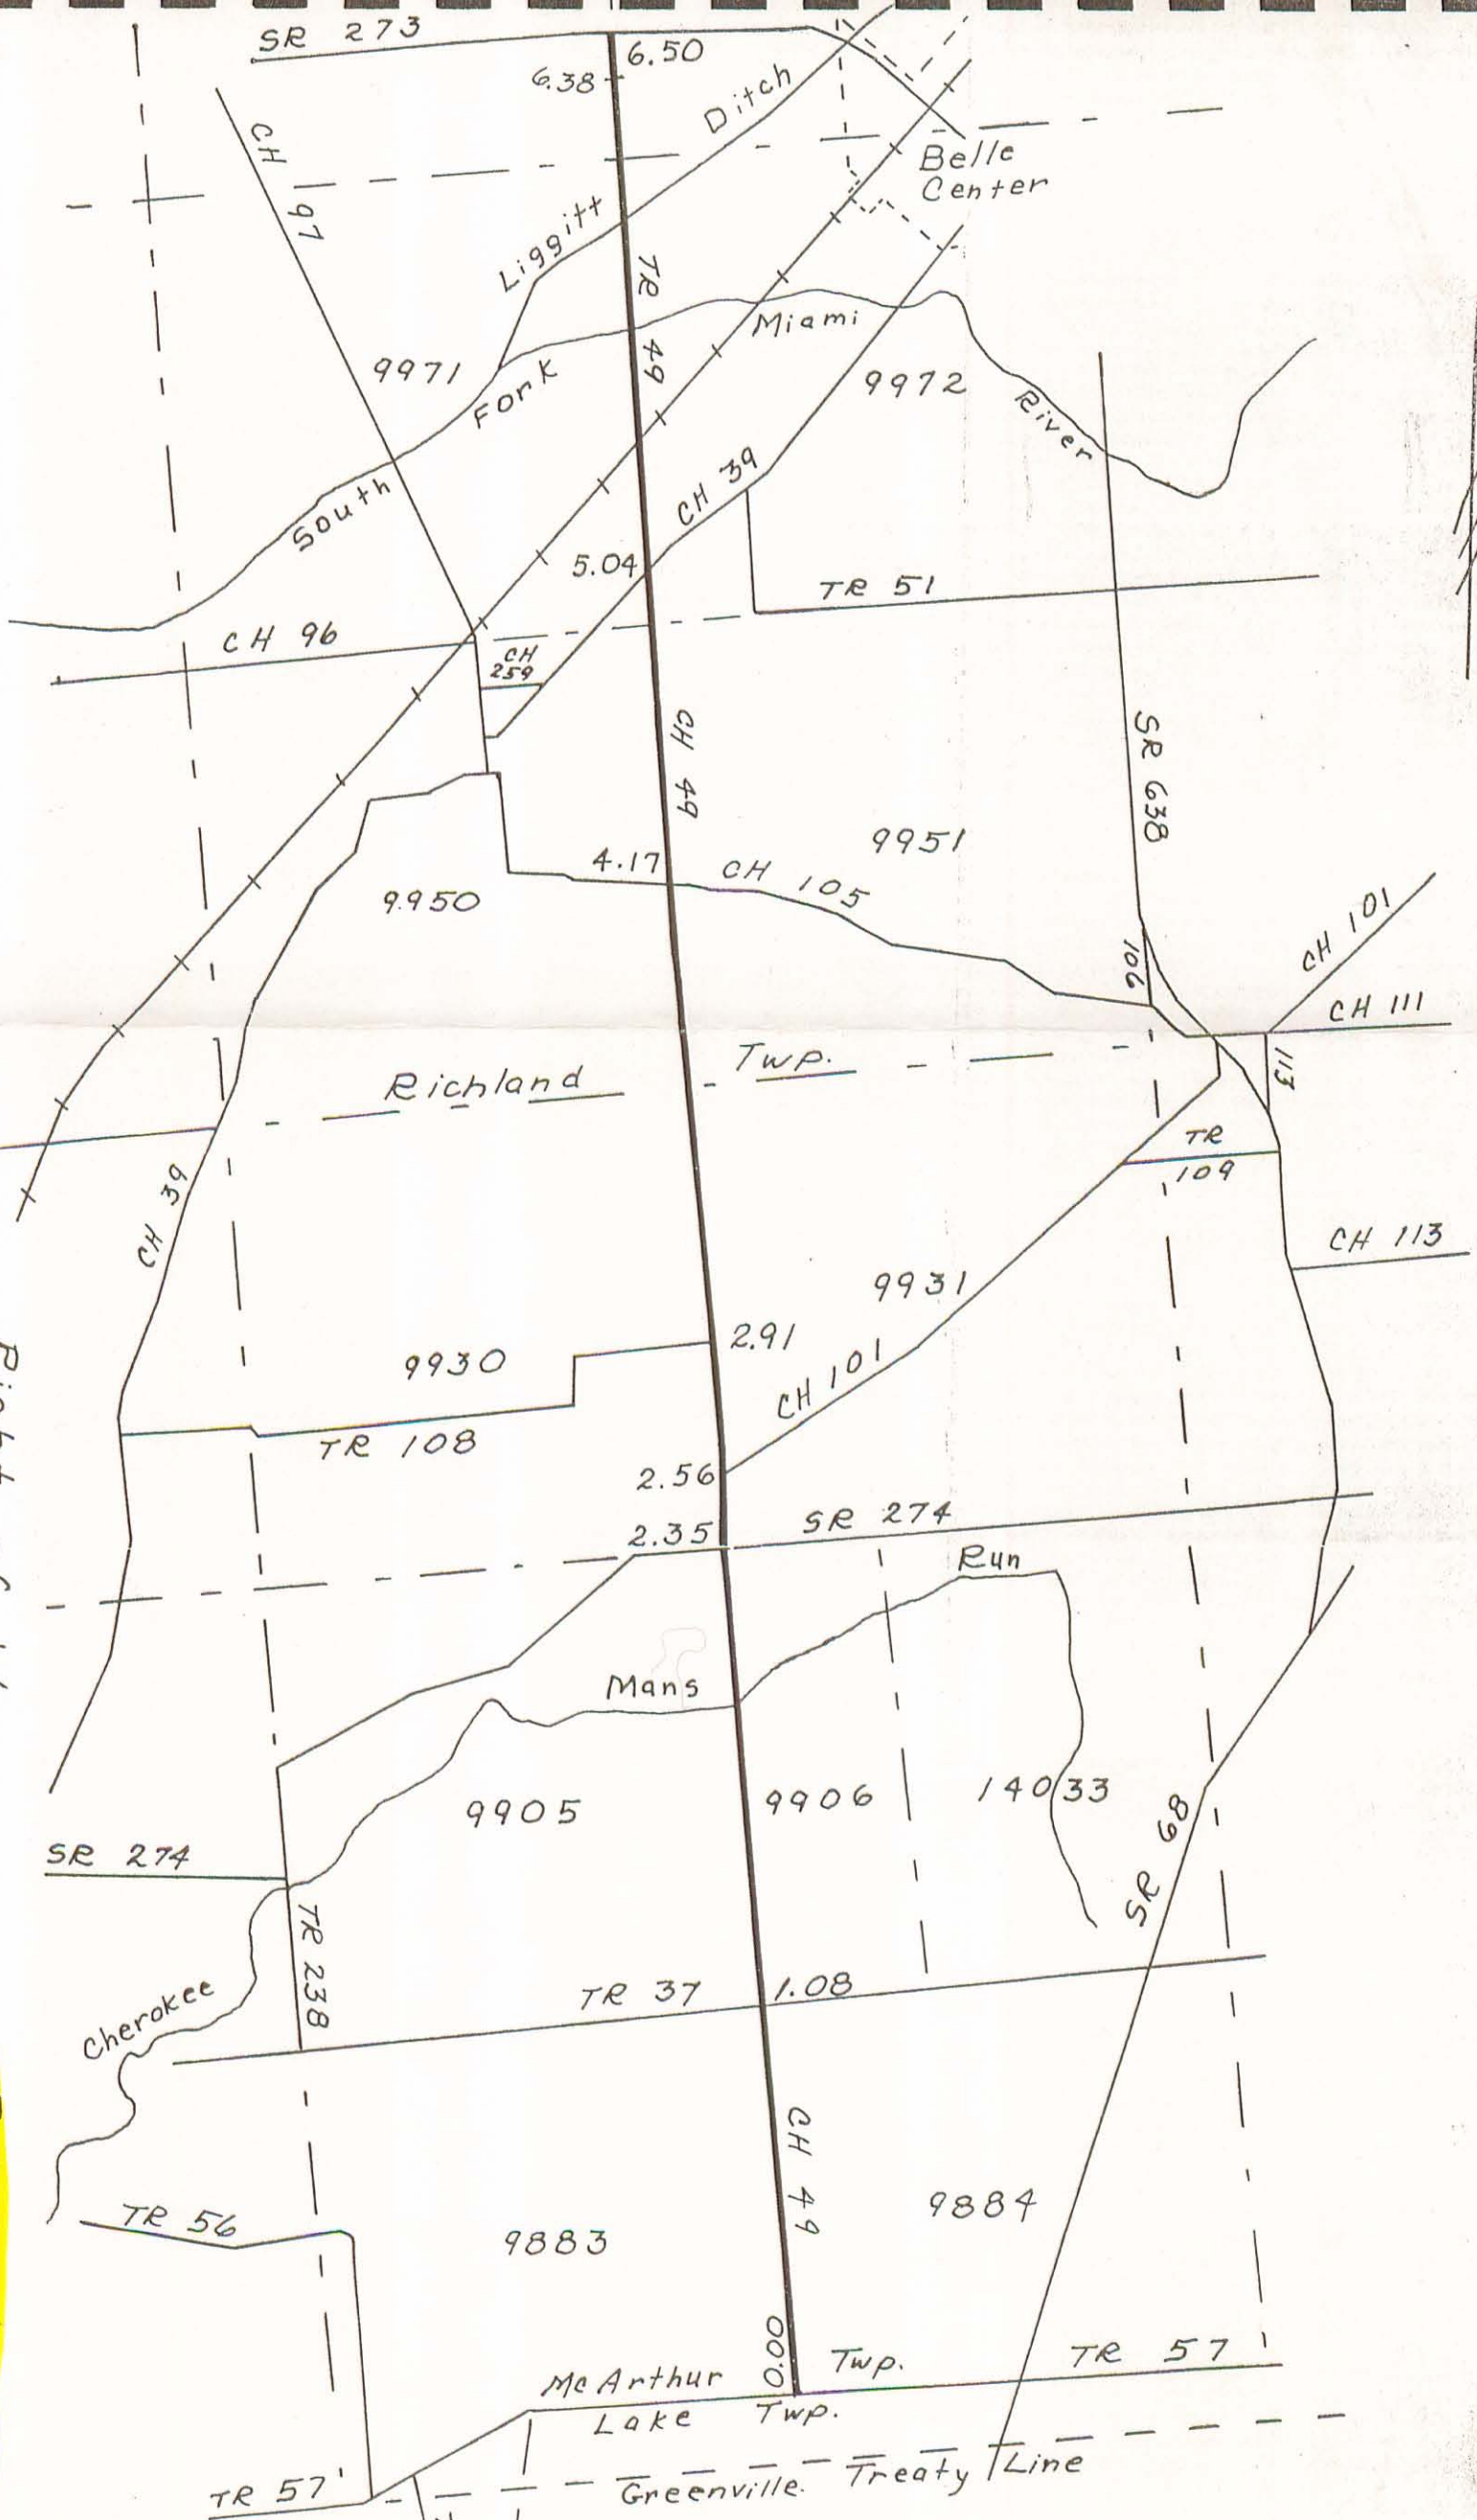 SR 273
6.50
6.38
Ditch
CH 197
Belle
Center
Liggitt
TR 49
Miami
9971
Fork
9972
River
South
CH 39
5.04
TR 51
CH 96
CH
259
CH 49
SR 638
9951
4.17
CH 105
9950
106
CH 101
CH 111
Richland Twp.
113
TR
109
CH 39
CH 113
9931
2.91
9930
CH 101
TR 108
2.56
SR 274
2.35
Run
Mans
9905
9906
14033
SR 68
SR 274
TR 238
TR 37
1.08
Cherokee
CH 49
TR 56
9883
9884
0.00
McArthur Twp.
TR 57
Lake Twp.
Greenville Treaty Line
TR 57